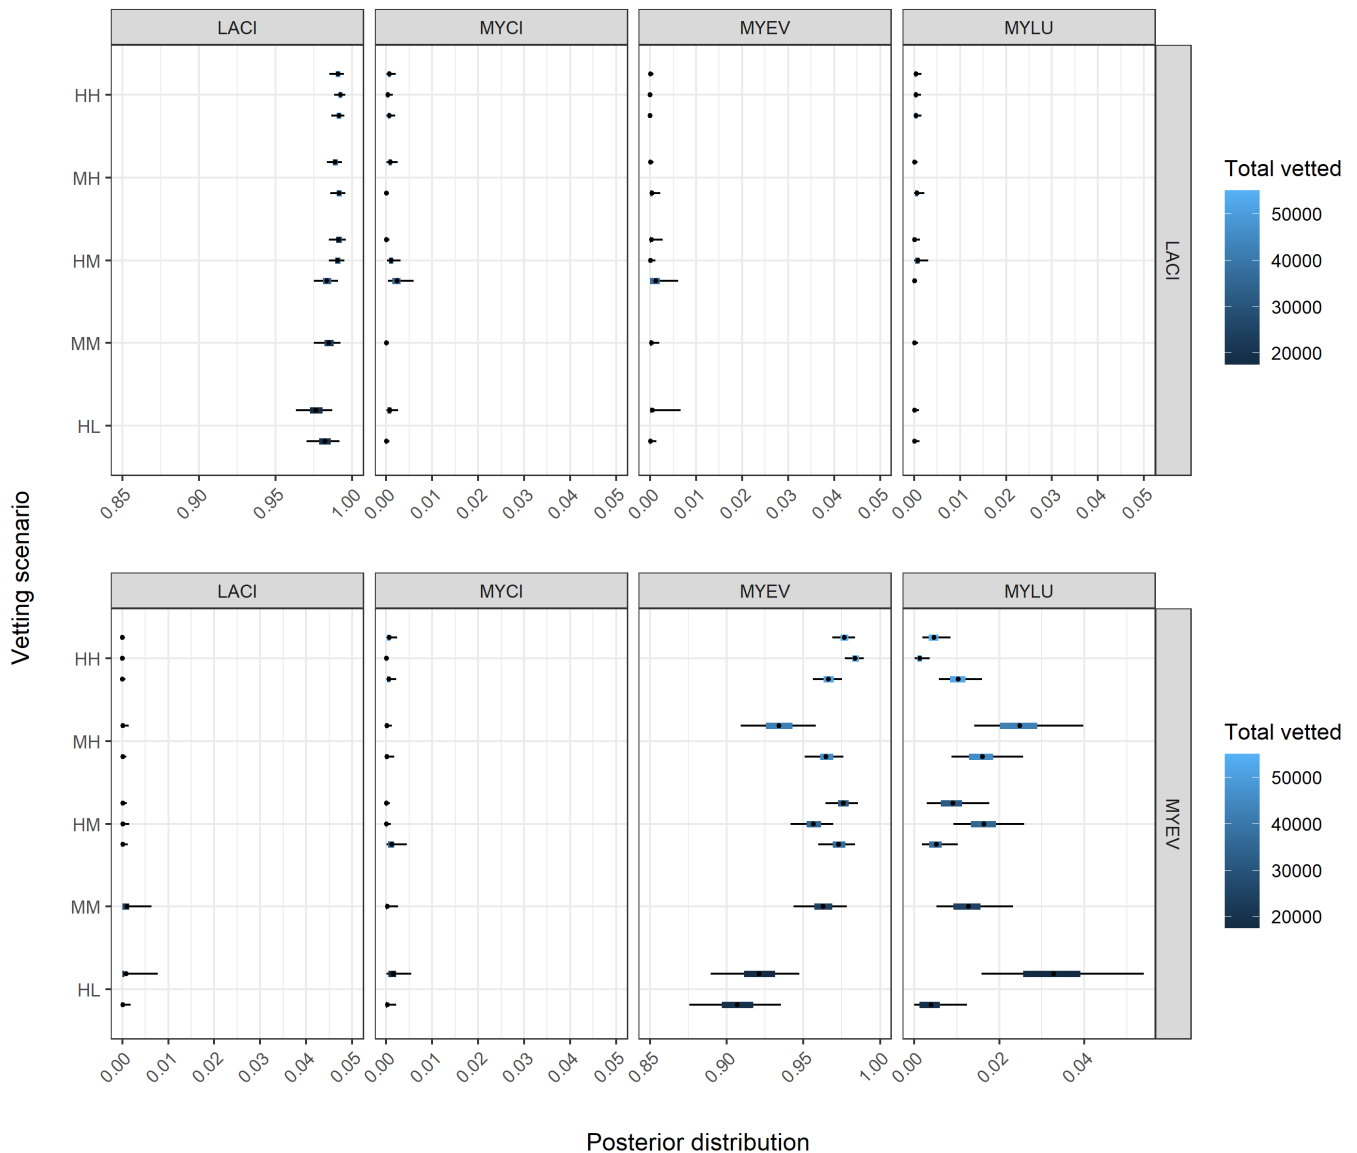 LACI MYCI MYEV MYLU
HH
MH
HM
MM
HL
LACI
0.85 0.90 0.95 1.00 0.00 0.01 0.02 0.03 0.04 0.05 0.00 0.01 0.02 0.03 0.04 0.05 0.00 0.01 0.02 0.03 0.04 0.05
Total vetted
50000
40000
30000
20000
Vetting scenario
LACI MYCI MYEV MYLU
HH
MH
HM
MM
HL
MYEV
0.00 0.01 0.02 0.03 0.04 0.05 0.00 0.01 0.02 0.03 0.04 0.05 0.85 0.90 0.95 1.00 0.00 0.02 0.04
Total vetted
50000
40000
30000
20000
Posterior distribution